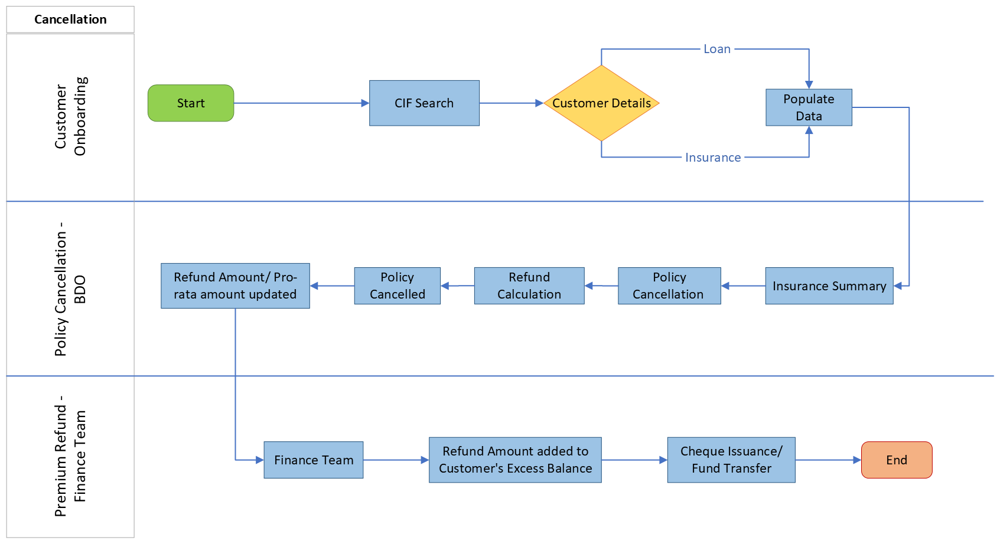 Cancellation
Customer
Onboarding
Start
CIF Search
Customer Details
Loan
Insurance
Populate
Data
Policy Cancellation -
BDO
Refund Amount/ Pro-
rata amount updated
Policy
Cancelled
Refund
Calculation
Policy
Cancellation
Insurance Summary
Premium Refund -
Finance Team
Finance Team
Refund Amount added to
Customer's Excess Balance
Cheque Issuance/
Fund Transfer
End